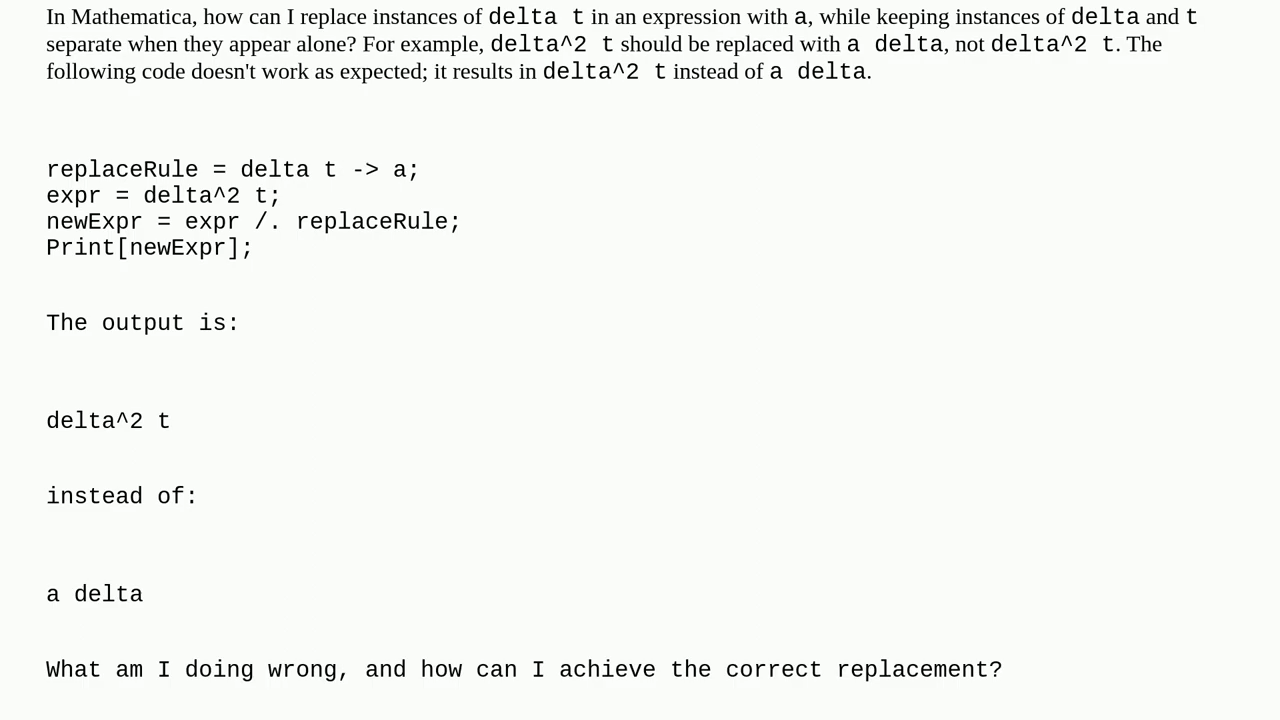 In Mathematica, how can I replace instances of delta t in an expression with a, while keeping instances of delta and t
separate when they appear alone? For example, delta^2 t should be replaced with a delta, not delta^2 t. The
following code doesn't work as expected; it results in delta^2 t instead of a delta.
replaceRule = delta t -> a;
expr = delta^2 t;
newExpr = expr /. replaceRule;
Print[newExpr];
The output is:
delta^2 t
instead of:
a delta
What am I doing wrong, and how can I achieve the correct replacement?